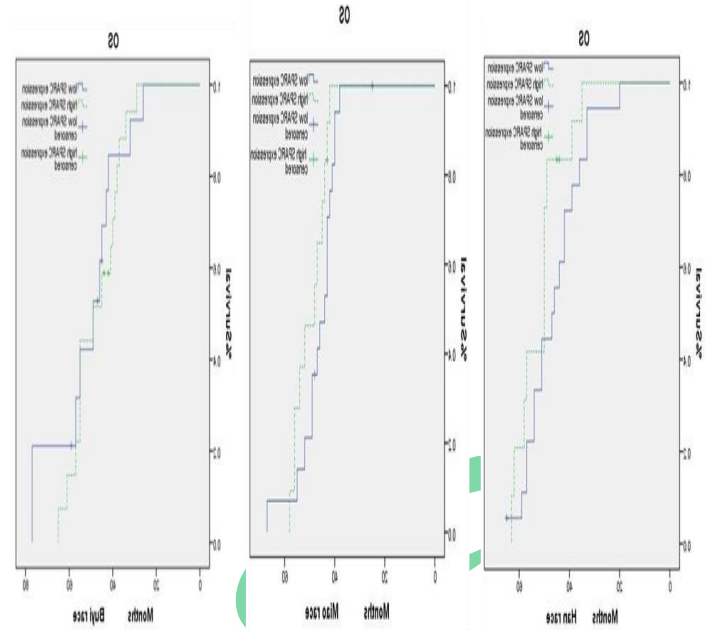 OS
low SPARC expression
high SPARC expression
low SPARC expression
censored
high SPARC expression
censored
1.0
0.8
0.6
0.4
0.2
0.0
%Survival
0 20 40 60
Months Han race
OS
low SPARC expression
high SPARC expression
low SPARC expression
censored
high SPARC expression
censored
1.0
0.8
0.6
0.4
0.2
0.0
%Survival
0 20 40 60
Months Miao race
OS
low SPARC expression
high SPARC expression
low SPARC expression
censored
high SPARC expression
censored
1.0
0.8
0.6
0.4
0.2
0.0
%Survival
0 20 40 60 80
Months Buyi race